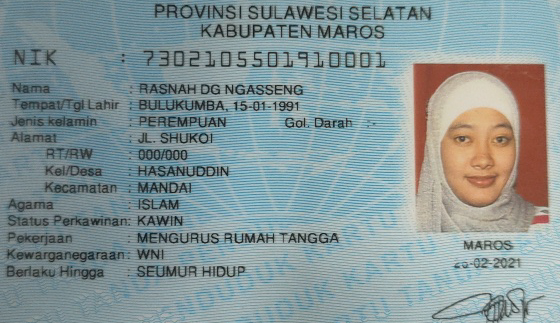 PROVINSI SULAWESI SELATAN
KABUPATEN MAROS
NIK : 7302105501910001
Nama : RASNAH DG NGASSENG
Tempat/Tgl Lahir : BULUKUMBA, 15-01-1991
Jenis kelamin : PEREMPUAN Gol. Darah :-
Alamat : JL. SHUKOI
RT/RW : 000/000
Kel/Desa : HASANUDDIN
Kecamatan : MANDAI
Agama : ISLAM
Status Perkawinan: KAWIN
Pekerjaan : MENGURUS RUMAH TANGGA
Kewarganegaraan: WNI
Berlaku Hingga : SEUMUR HIDUP
MAROS
26-02-2021